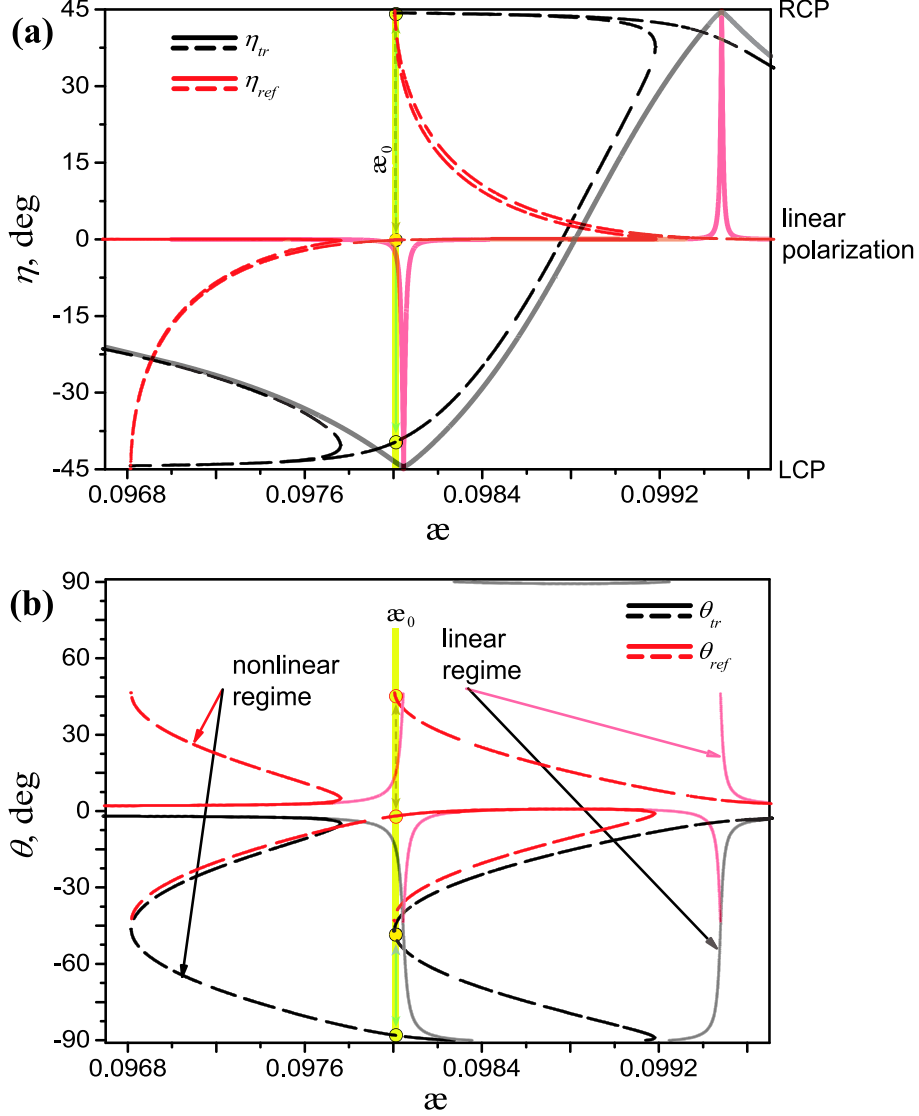 (a)
45
30
15
0
-15
-30
-45
η, deg
η_tr
η_ref
æ_0
RCP
linear
polarization
LCP
0.0968
0.0976
0.0984
0.0992
æ
(b)
90
60
30
0
-30
-60
-90
θ, deg
æ_0
nonlinear
regime
linear
regime
θ_tr
θ_ref
0.0968
0.0976
0.0984
0.0992
æ